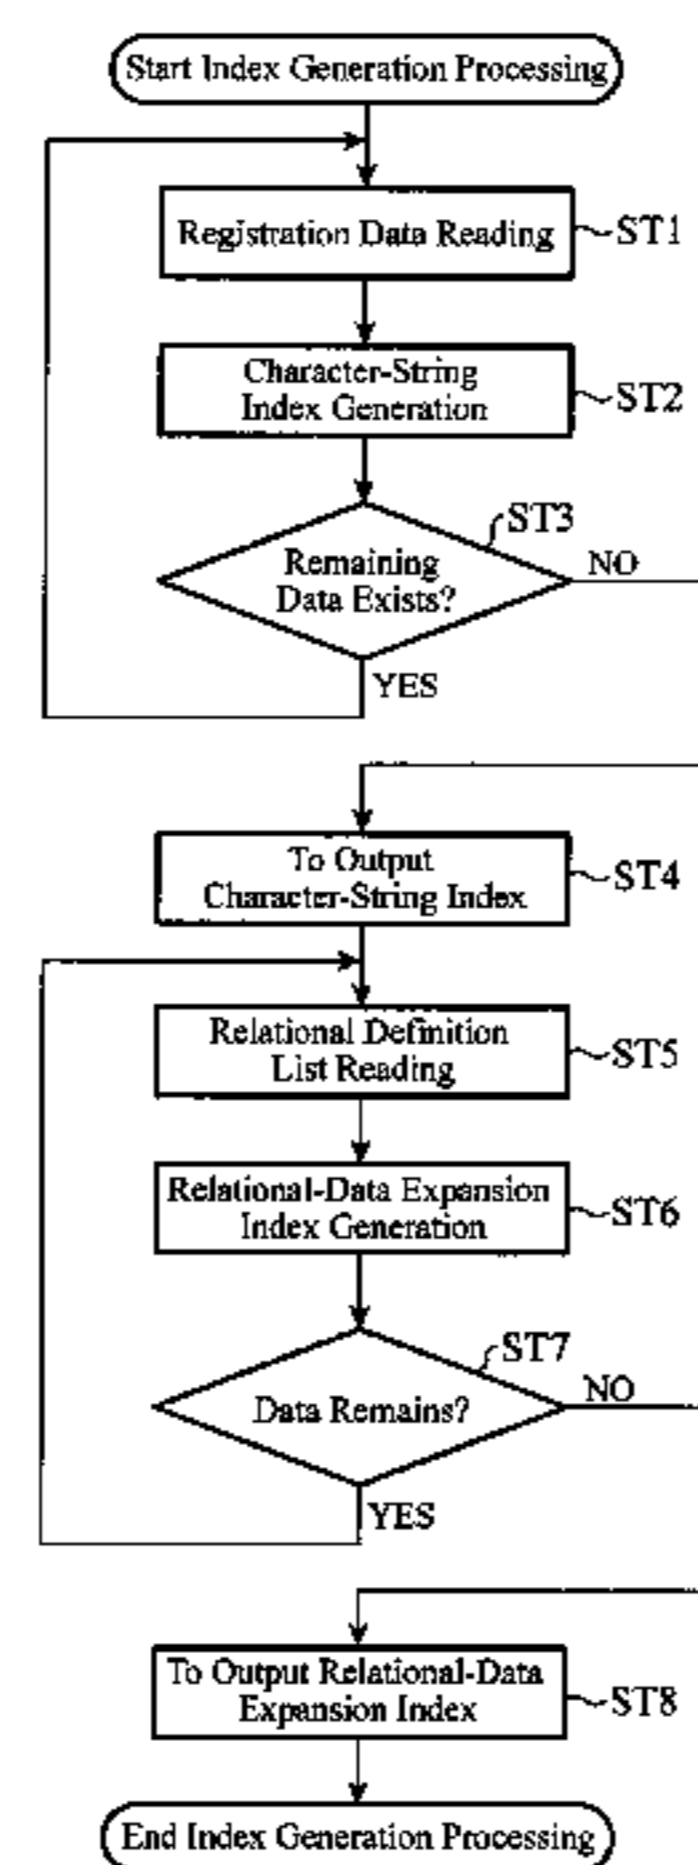 Start Index Generation Processing
Registration Data Reading
ST1
Character-String
Index Generation
ST2
ST3
Remaining
Data Exists?
NO
YES
To Output
Character-String Index
ST4
Relational Definition
List Reading
ST5
Relational-Data Expansion
Index Generation
ST6
ST7
Data Remains?
NO
YES
To Output Relational-Data
Expansion Index
ST8
End Index Generation Processing